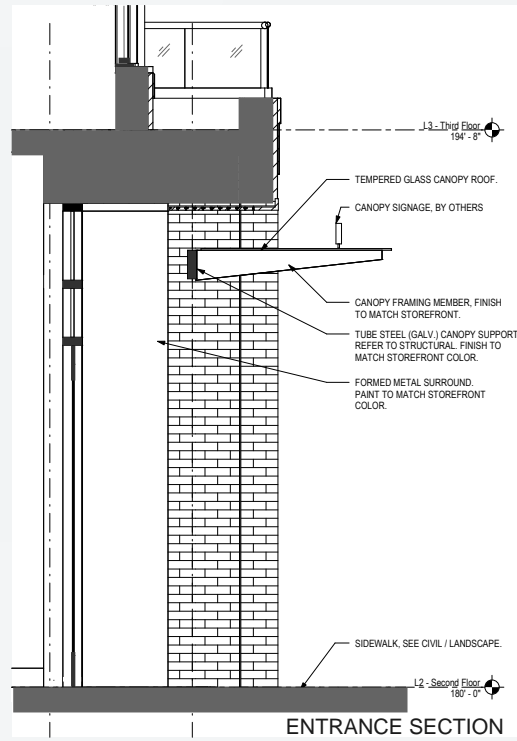 L3 - Third Floor
194' - 8"
TEMPERED GLASS CANOPY ROOF.
CANOPY SIGNAGE, BY OTHERS
CANOPY FRAMING MEMBER, FINISH
TO MATCH STOREFRONT.
TUBE STEEL (GALV.) CANOPY SUPPORT
REFER TO STRUCTURAL. FINISH TO
MATCH STOREFRONT COLOR.
FORMED METAL SURROUND.
PAINT TO MATCH STOREFRONT
COLOR.
SIDEWALK, SEE CIVIL / LANDSCAPE.
L2 - Second Floor
180' - 0"
ENTRANCE SECTION